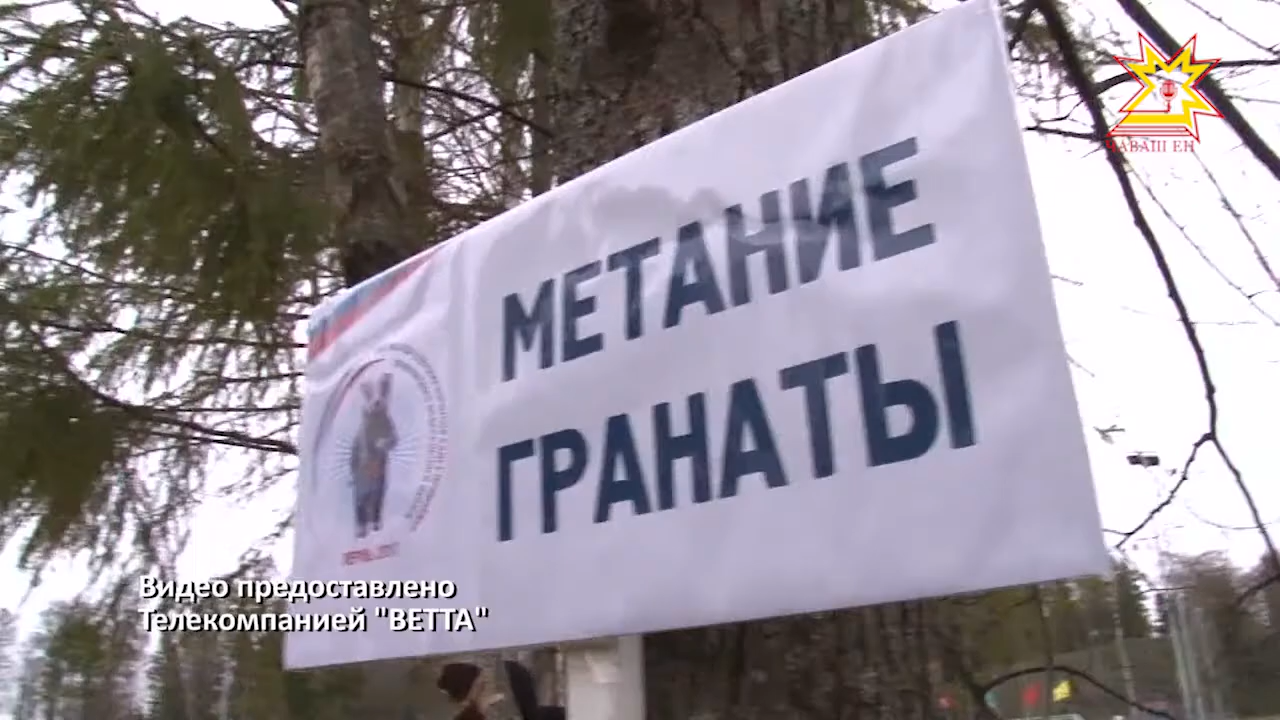 ЧӐВАШ ЕН
МЕТАНИЕ
ГРАНАТЫ
Видео предоставлено
Телекомпанией "ВЕТТА"